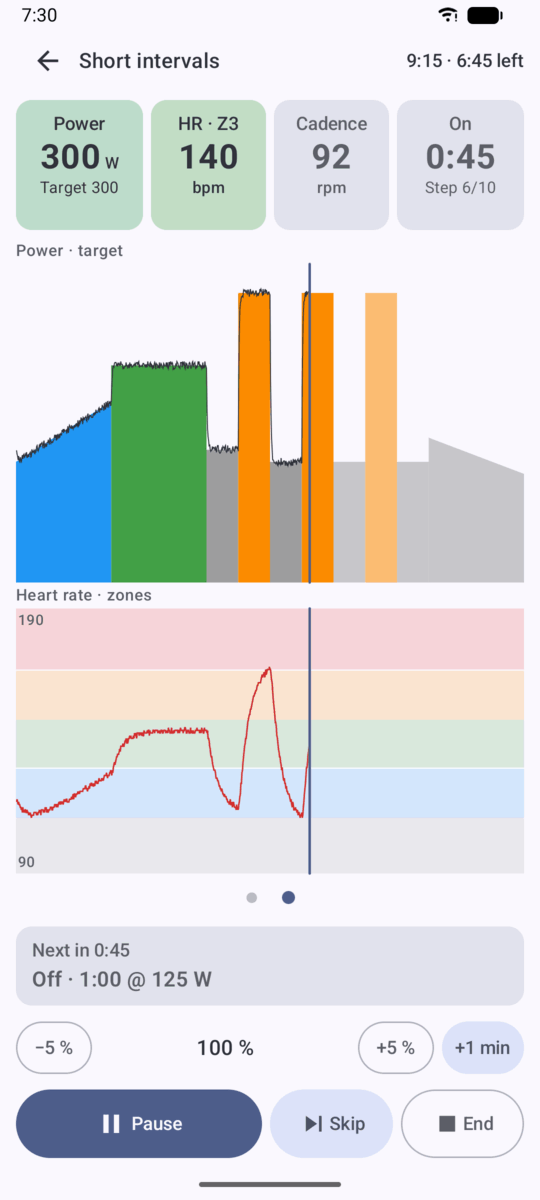 7:30
Short intervals
9:15 · 6:45 left
Power
300 W
Target 300
HR · Z3
140
bpm
Cadence
92
rpm
On
0:45
Step 6/10
Power · target
Heart rate · zones
190
90
Next in 0:45
Off · 1:00 @ 125 W
−5 %
100 %
+5 %
+1 min
Pause
Skip
End